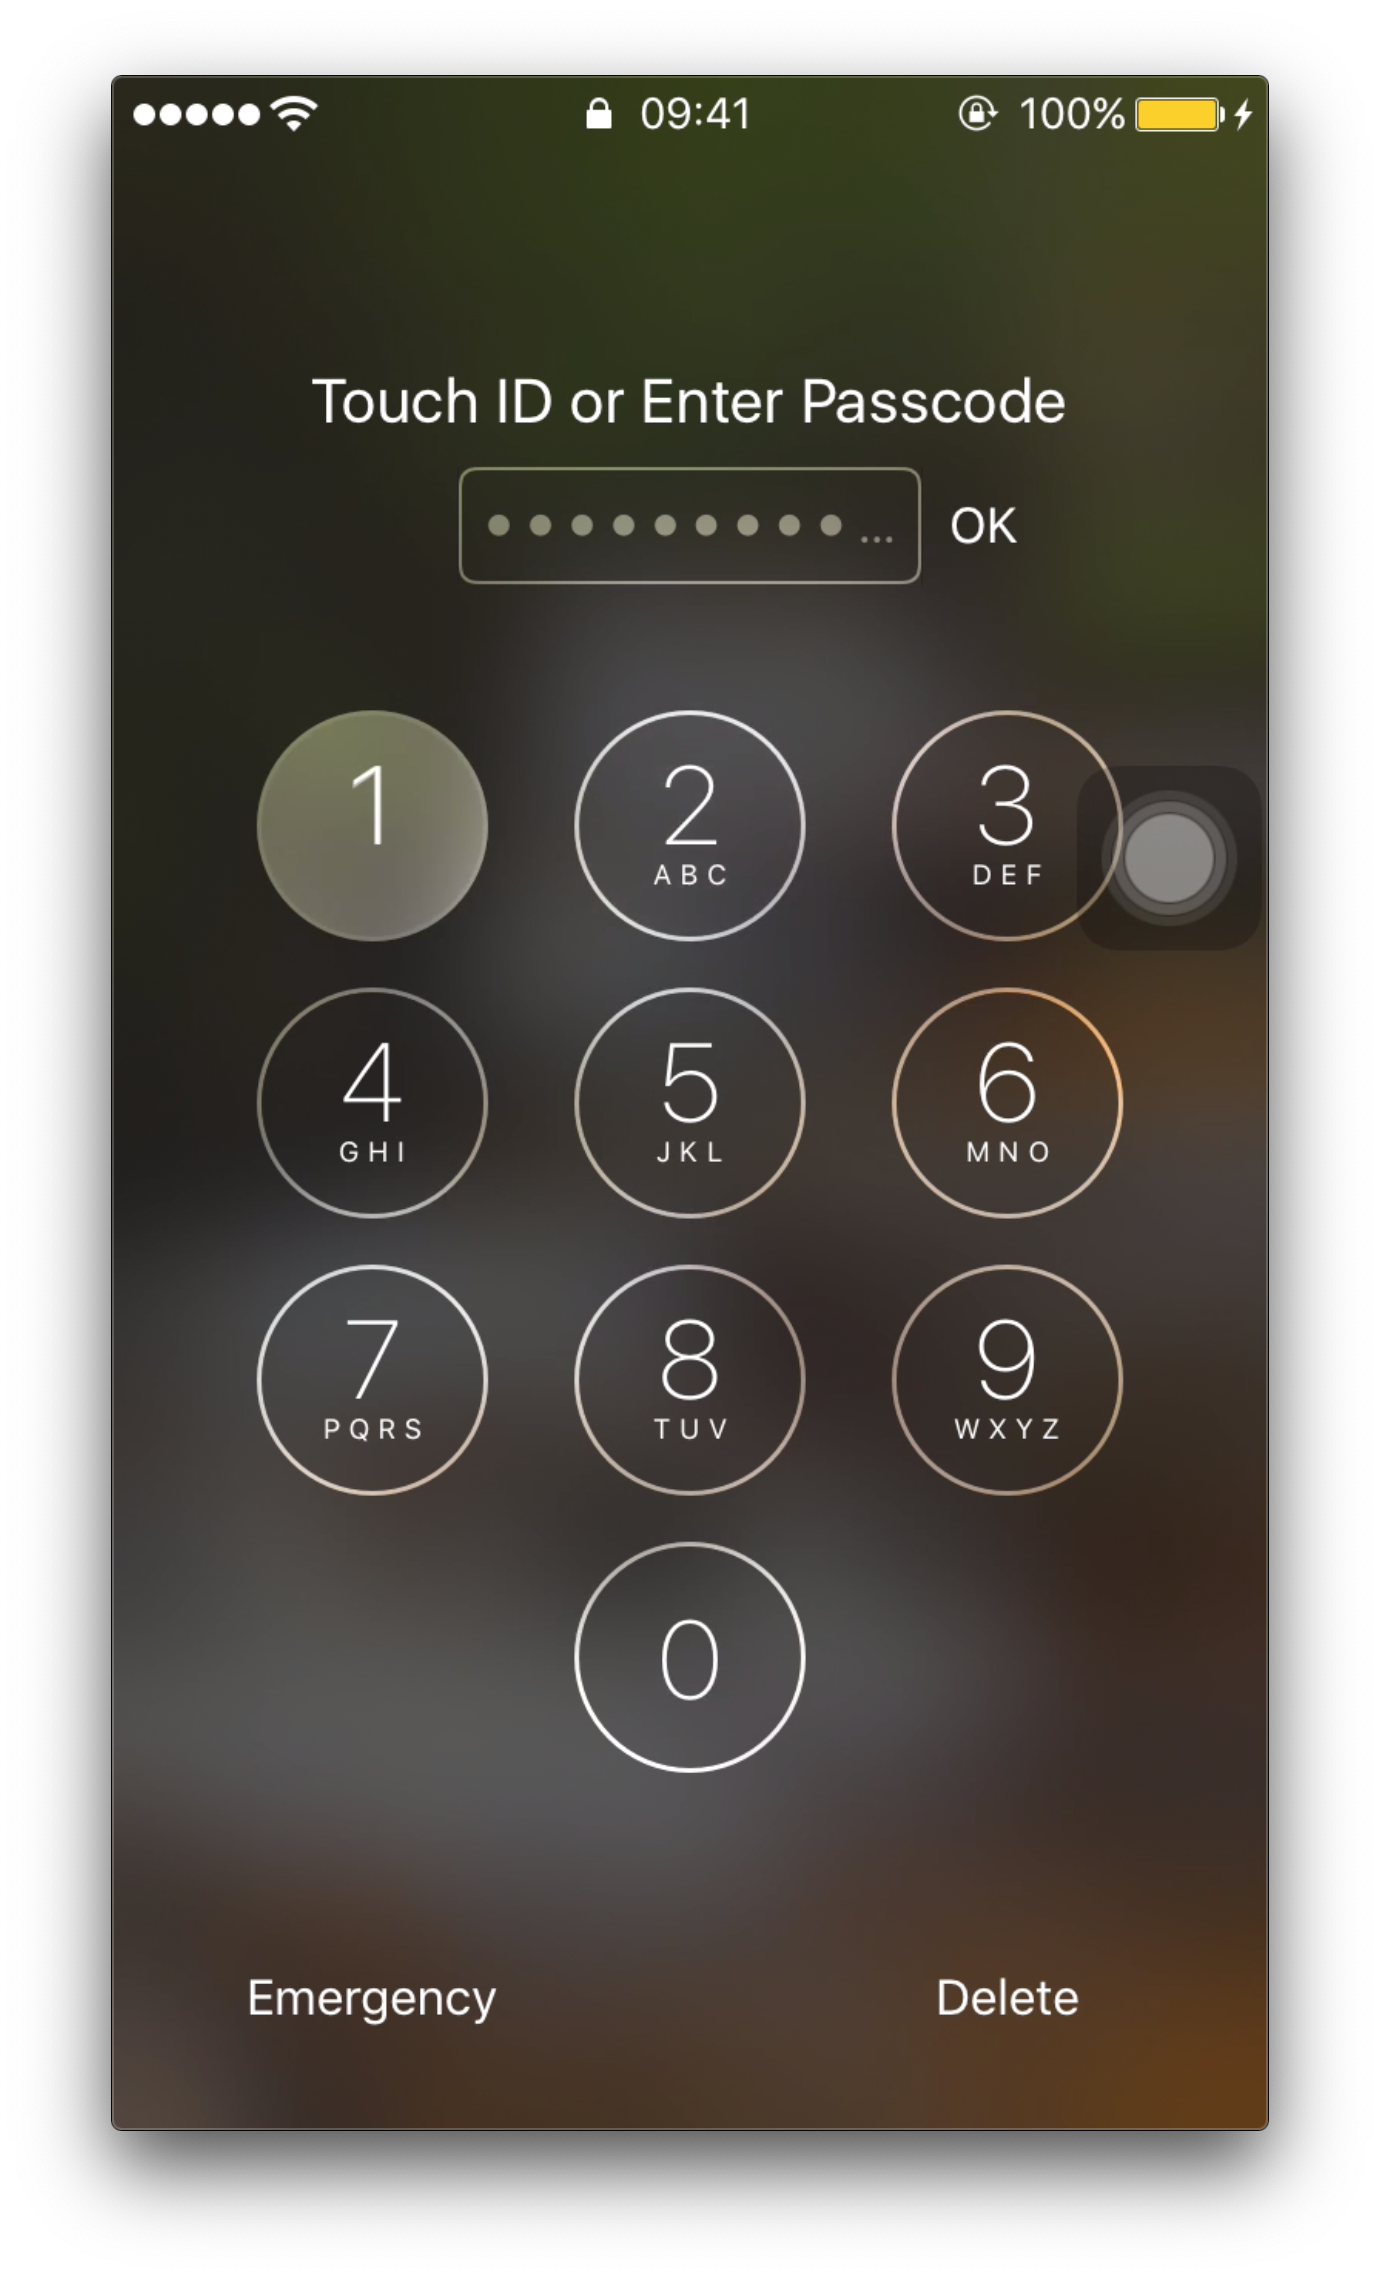 09:41 100%
Touch ID or Enter Passcode
... OK
1 2 3
ABC DEF
4 5 6
GHI JKL MNO
7 8 9
PQRS TUV WXYZ
0
Emergency Delete